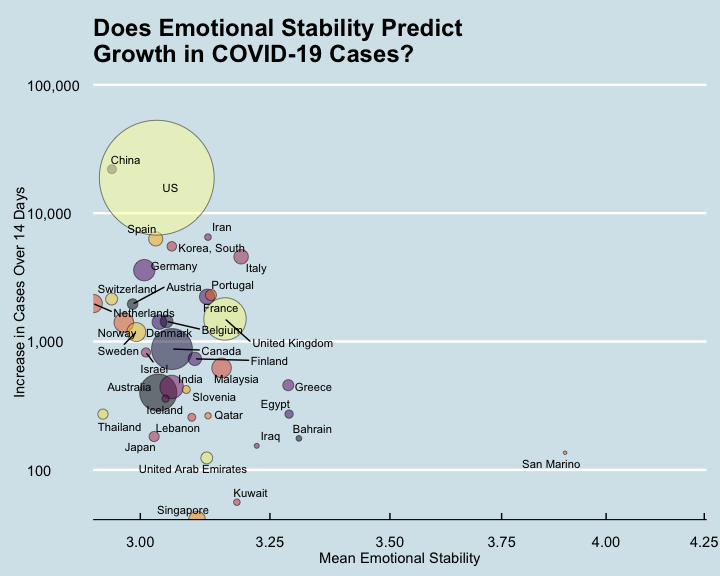 Does Emotional Stability Predict
Growth in COVID-19 Cases?
Increase in Cases Over 14 Days
100,000
China
US
10,000
Spain
Iran
Korea, South
Germany
Italy
Switzerland
Austria
Portugal
Netherlands
France
Norway
Denmark
Belgium
1,000
United Kingdom
Sweden
Canada
Finland
Israel
Australia
India
Malaysia
Greece
Iceland
Slovenia
Egypt
Thailand
Lebanon
Qatar
Bahrain
Japan
Iraq
100
United Arab Emirates
San Marino
Kuwait
Singapore
3.00
3.25
3.50
3.75
4.00
4.25
Mean Emotional Stability